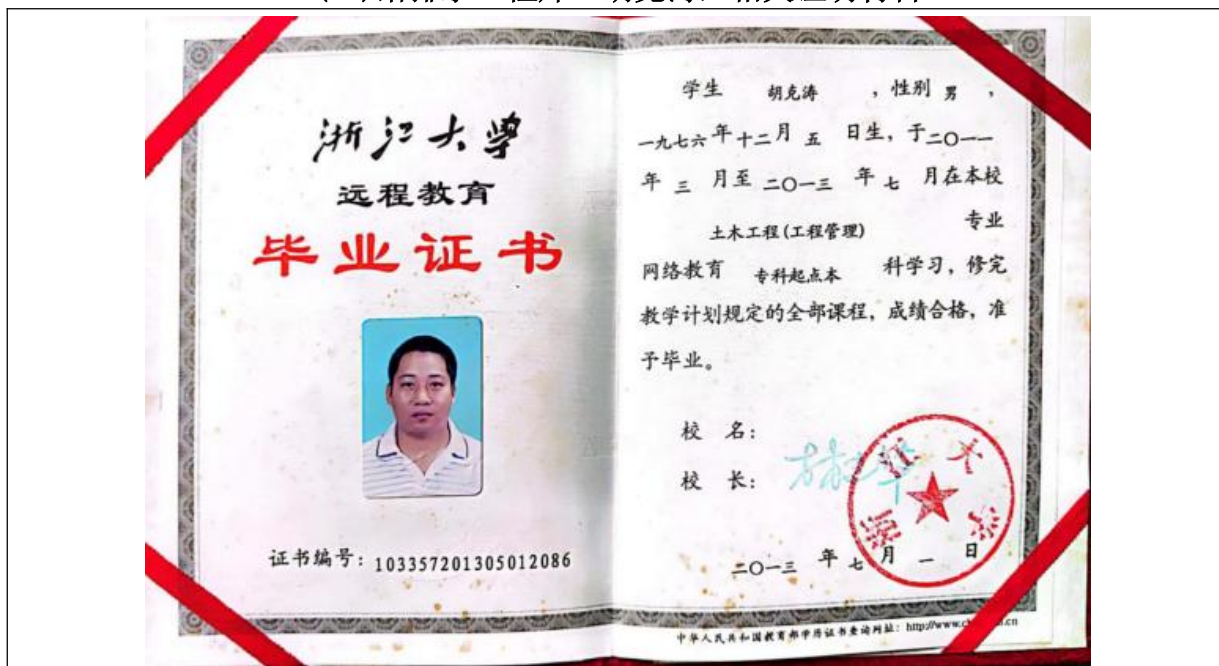 浙江大学
远程教育
毕业证书
证书编号：103357201305012086
学生 胡克涛 ，性别 男 ，
一九七六年十二月 五 日生，于二〇一一
年 三 月至 二〇一三 年 七 月在本校
土木工程(工程管理) 专业
网络教育 专科起点本 科学习，修完
教学计划规定的全部课程，成绩合格，准
予毕业。
校 名：
校 长：
浙江大学
二〇一三 年 七 月 一 日
中华人民共和国教育部学历证书查询网址：http://www.